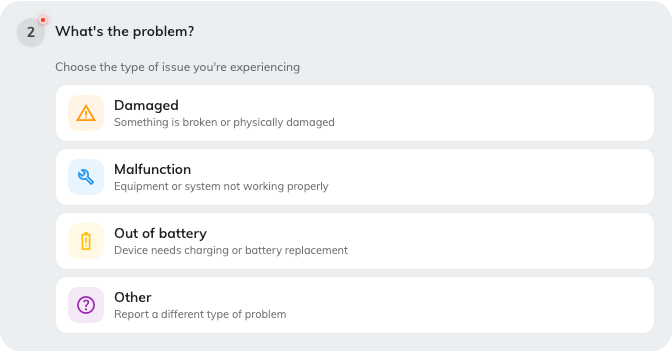 2
What's the problem?
Choose the type of issue you're experiencing
Damaged
Something is broken or physically damaged
Malfunction
Equipment or system not working properly
Out of battery
Device needs charging or battery replacement
Other
Report a different type of problem